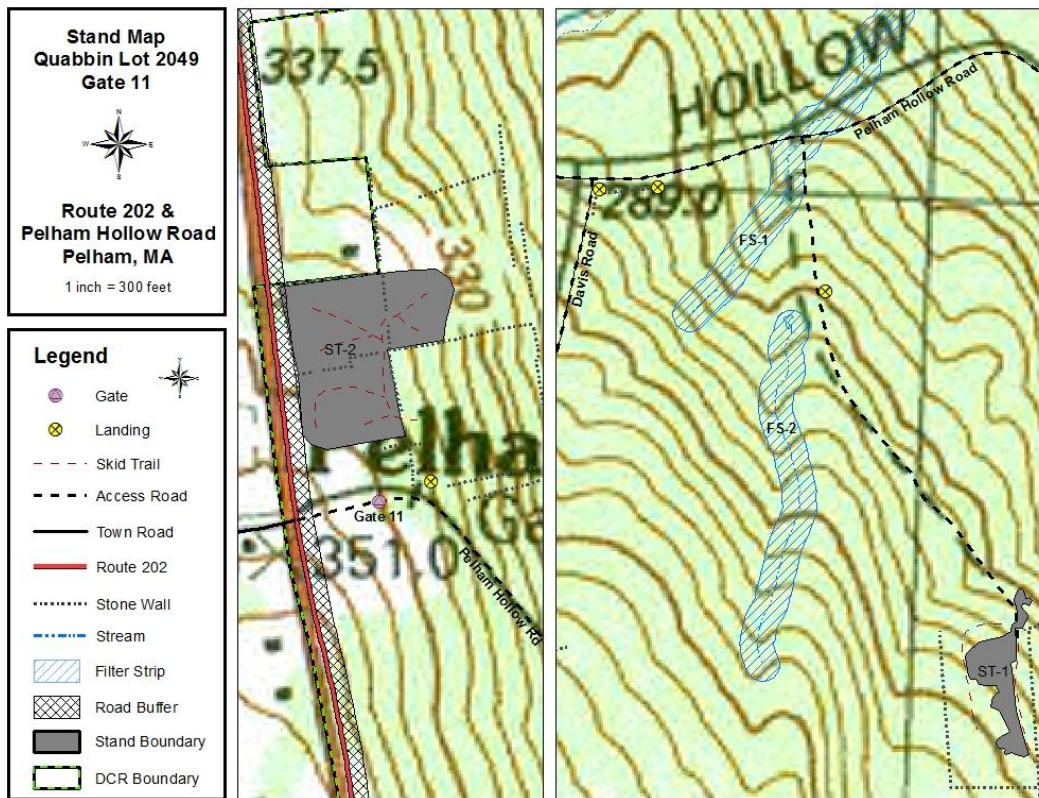 Stand Map
Quabbin Lot 2049
Gate 11
N
W
E
S
Route 202 &
Pelham Hollow Road
Pelham, MA
1 inch = 300 feet
Legend
Gate
Landing
Skid Trail
Access Road
Town Road
Route 202
Stone Wall
Stream
Filter Strip
Road Buffer
Stand Boundary
DCR Boundary
337.5
330
ST-2
Pelha
Gate 11
Ga
351.0
Pelham Hollow Rd
HOLLOW
Pelham Hollow Road
289.0
Davis Road
FS-1
FS-2
ST-1